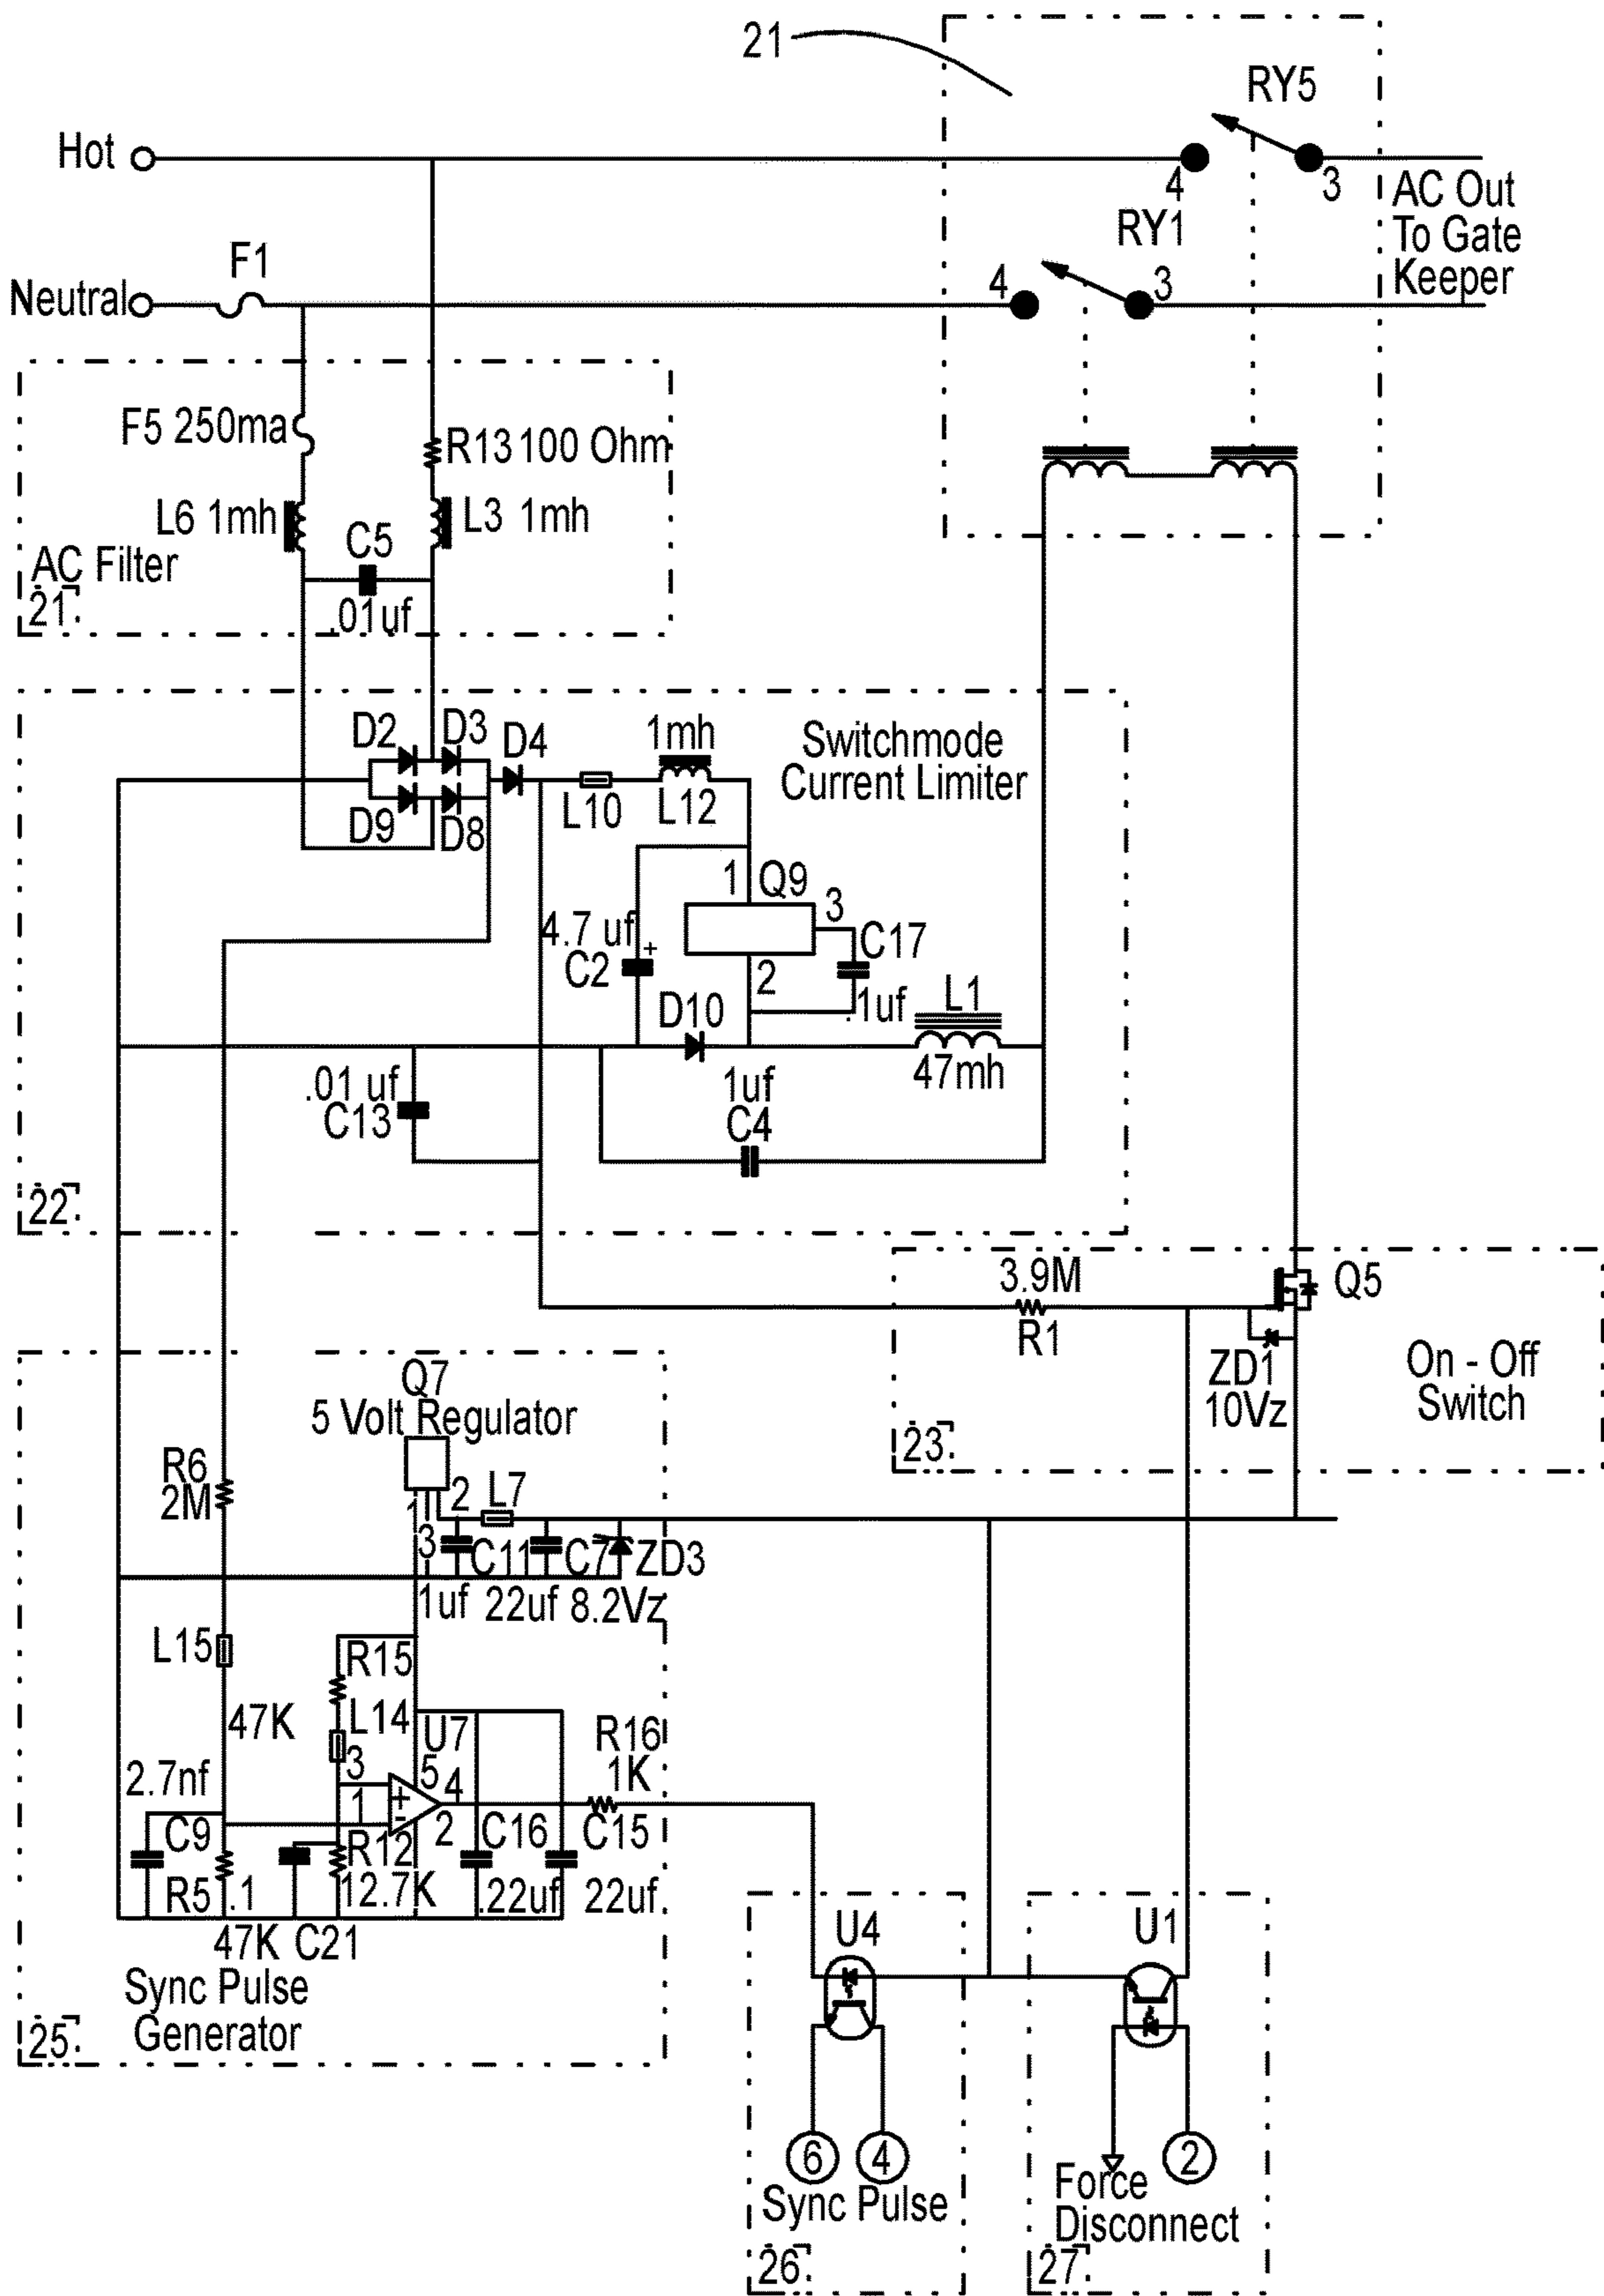 21
RY5
Hot
4
3
AC Out
To Gate
Keeper
RY1
F1
4
3
Neutral
F5 250ma
R13 100 Ohm
L6 1mh
L3 1mh
C5
AC Filter
.01uf
21
D2
D3
D4
1mh
Switchmode
Current Limiter
L10
L12
D9
D8
1
Q9
3
4.7 uf
+
C2
C17
2
.1uf
D10
L1
.01 uf
C13
1uf
C4
47mh
22
3.9M
R1
Q5
ZD1
10Vz
On - Off
Switch
23
Q7
5 Volt Regulator
R6
2M
2
L7
1
3
C11
C7
ZD3
1uf
22uf
8.2Vz
L15
R15
47K
L14
U7
R16
1K
3
5
4
2.7nf
1
+
-
2
C9
R12
C16
C15
R5
.1
12.7K
.22uf
22uf
47K
C21
Sync Pulse
Generator
25
U4
U1
6
4
2
Sync Pulse
Force
Disconnect
26
27